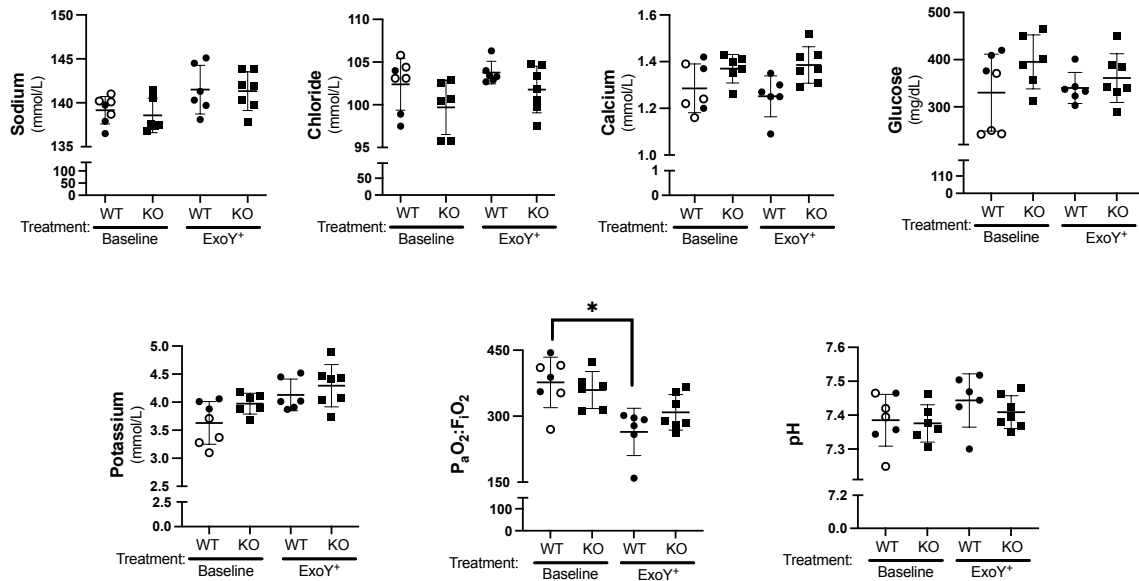 Sodium
(mmol/L)
150
145
140
135
100
50
0
WT KO WT KO
Treatment: Baseline ExoY⁺
Chloride
(mmol/L)
110
105
100
95
50
0
WT KO WT KO
Treatment: Baseline ExoY⁺
Calcium
(mmol/L)
1.6
1.4
1.2
1.0
1
0
WT KO WT KO
Treatment: Baseline ExoY⁺
Glucose
(mg/dL)
500
400
300
110
0
WT KO WT KO
Treatment: Baseline ExoY⁺
Potassium
(mmol/L)
5.0
4.5
4.0
3.5
3.0
2.5
2.5
0.0
WT KO WT KO
Treatment: Baseline ExoY⁺
PₐO₂:FᵢO₂
*
450
300
150
100
0
WT KO WT KO
Treatment: Baseline ExoY⁺
pH
7.6
7.5
7.4
7.3
7.2
0.0
WT KO WT KO
Treatment: Baseline ExoY⁺